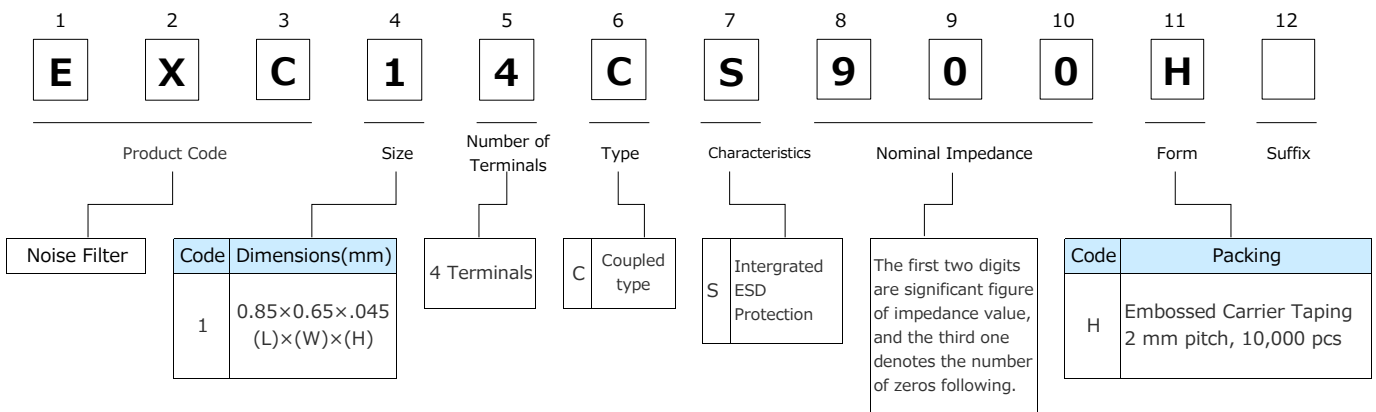 1 2 3 4 5 6 7 8 9 10 11 12
E X C 1 4 C S 9 0 0 H
Product Code
Size
Number of
Terminals
Type
Characteristics
Nominal Impedance
Form
Suffix
Noise Filter
Code Dimensions(mm)
1
0.85×0.65×.045
(L)×(W)×(H)
4 Terminals
C
Coupled
type
S
Intergrated
ESD
Protection
The first two digits
are significant figure
of impedance value,
and the third one
denotes the number
of zeros following.
Code Packing
H
Embossed Carrier Taping
2 mm pitch, 10,000 pcs